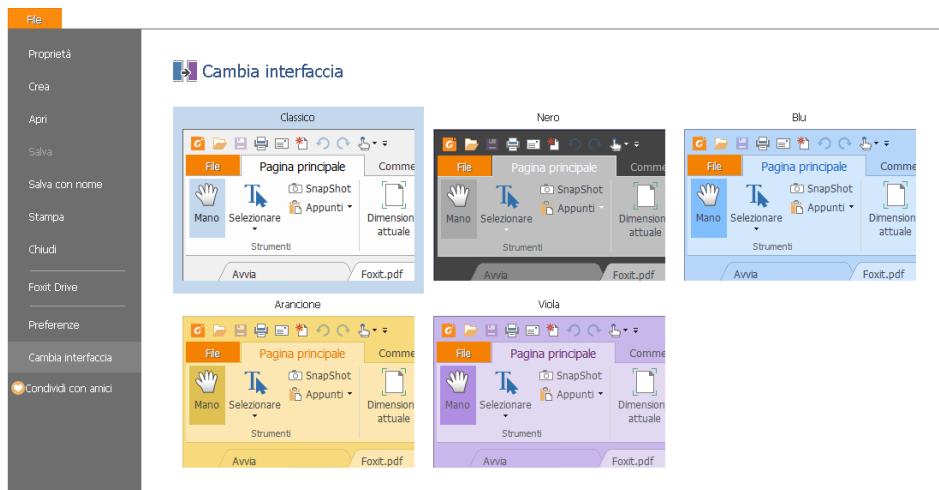 File
Proprietà
Crea
Apri
Salva
Salva con nome
Stampa
Chiudi
Foxit Drive
Preferenze
Cambia interfaccia
Condividi con amici
Cambia interfaccia
Classico
File Pagina principale Comme
SnapShot
Appunti
Mano Selezionare Dimension
attuale
Strumenti
Avvia Foxit.pdf
Nero
File Pagina principale Comme
SnapShot
Appunti
Mano Selezionare Dimension
attuale
Strumenti
Avvia Foxit.pdf
Blu
File Pagina principale Comme
SnapShot
Appunti
Mano Selezionare Dimension
attuale
Strumenti
Avvia Foxit.pdf
Arancione
File Pagina principale Comme
SnapShot
Appunti
Mano Selezionare Dimension
attuale
Strumenti
Avvia Foxit.pdf
Viola
File Pagina principale Comme
SnapShot
Appunti
Mano Selezionare Dimension
attuale
Strumenti
Avvia Foxit.pdf